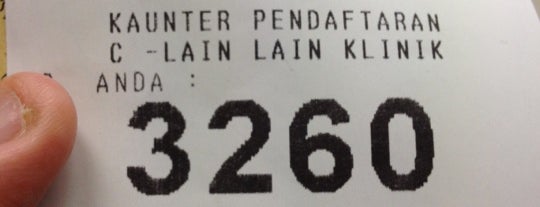 KAUNTER PENDAFTARAN
C -LAIN LAIN KLINIK
ANDA :
3260